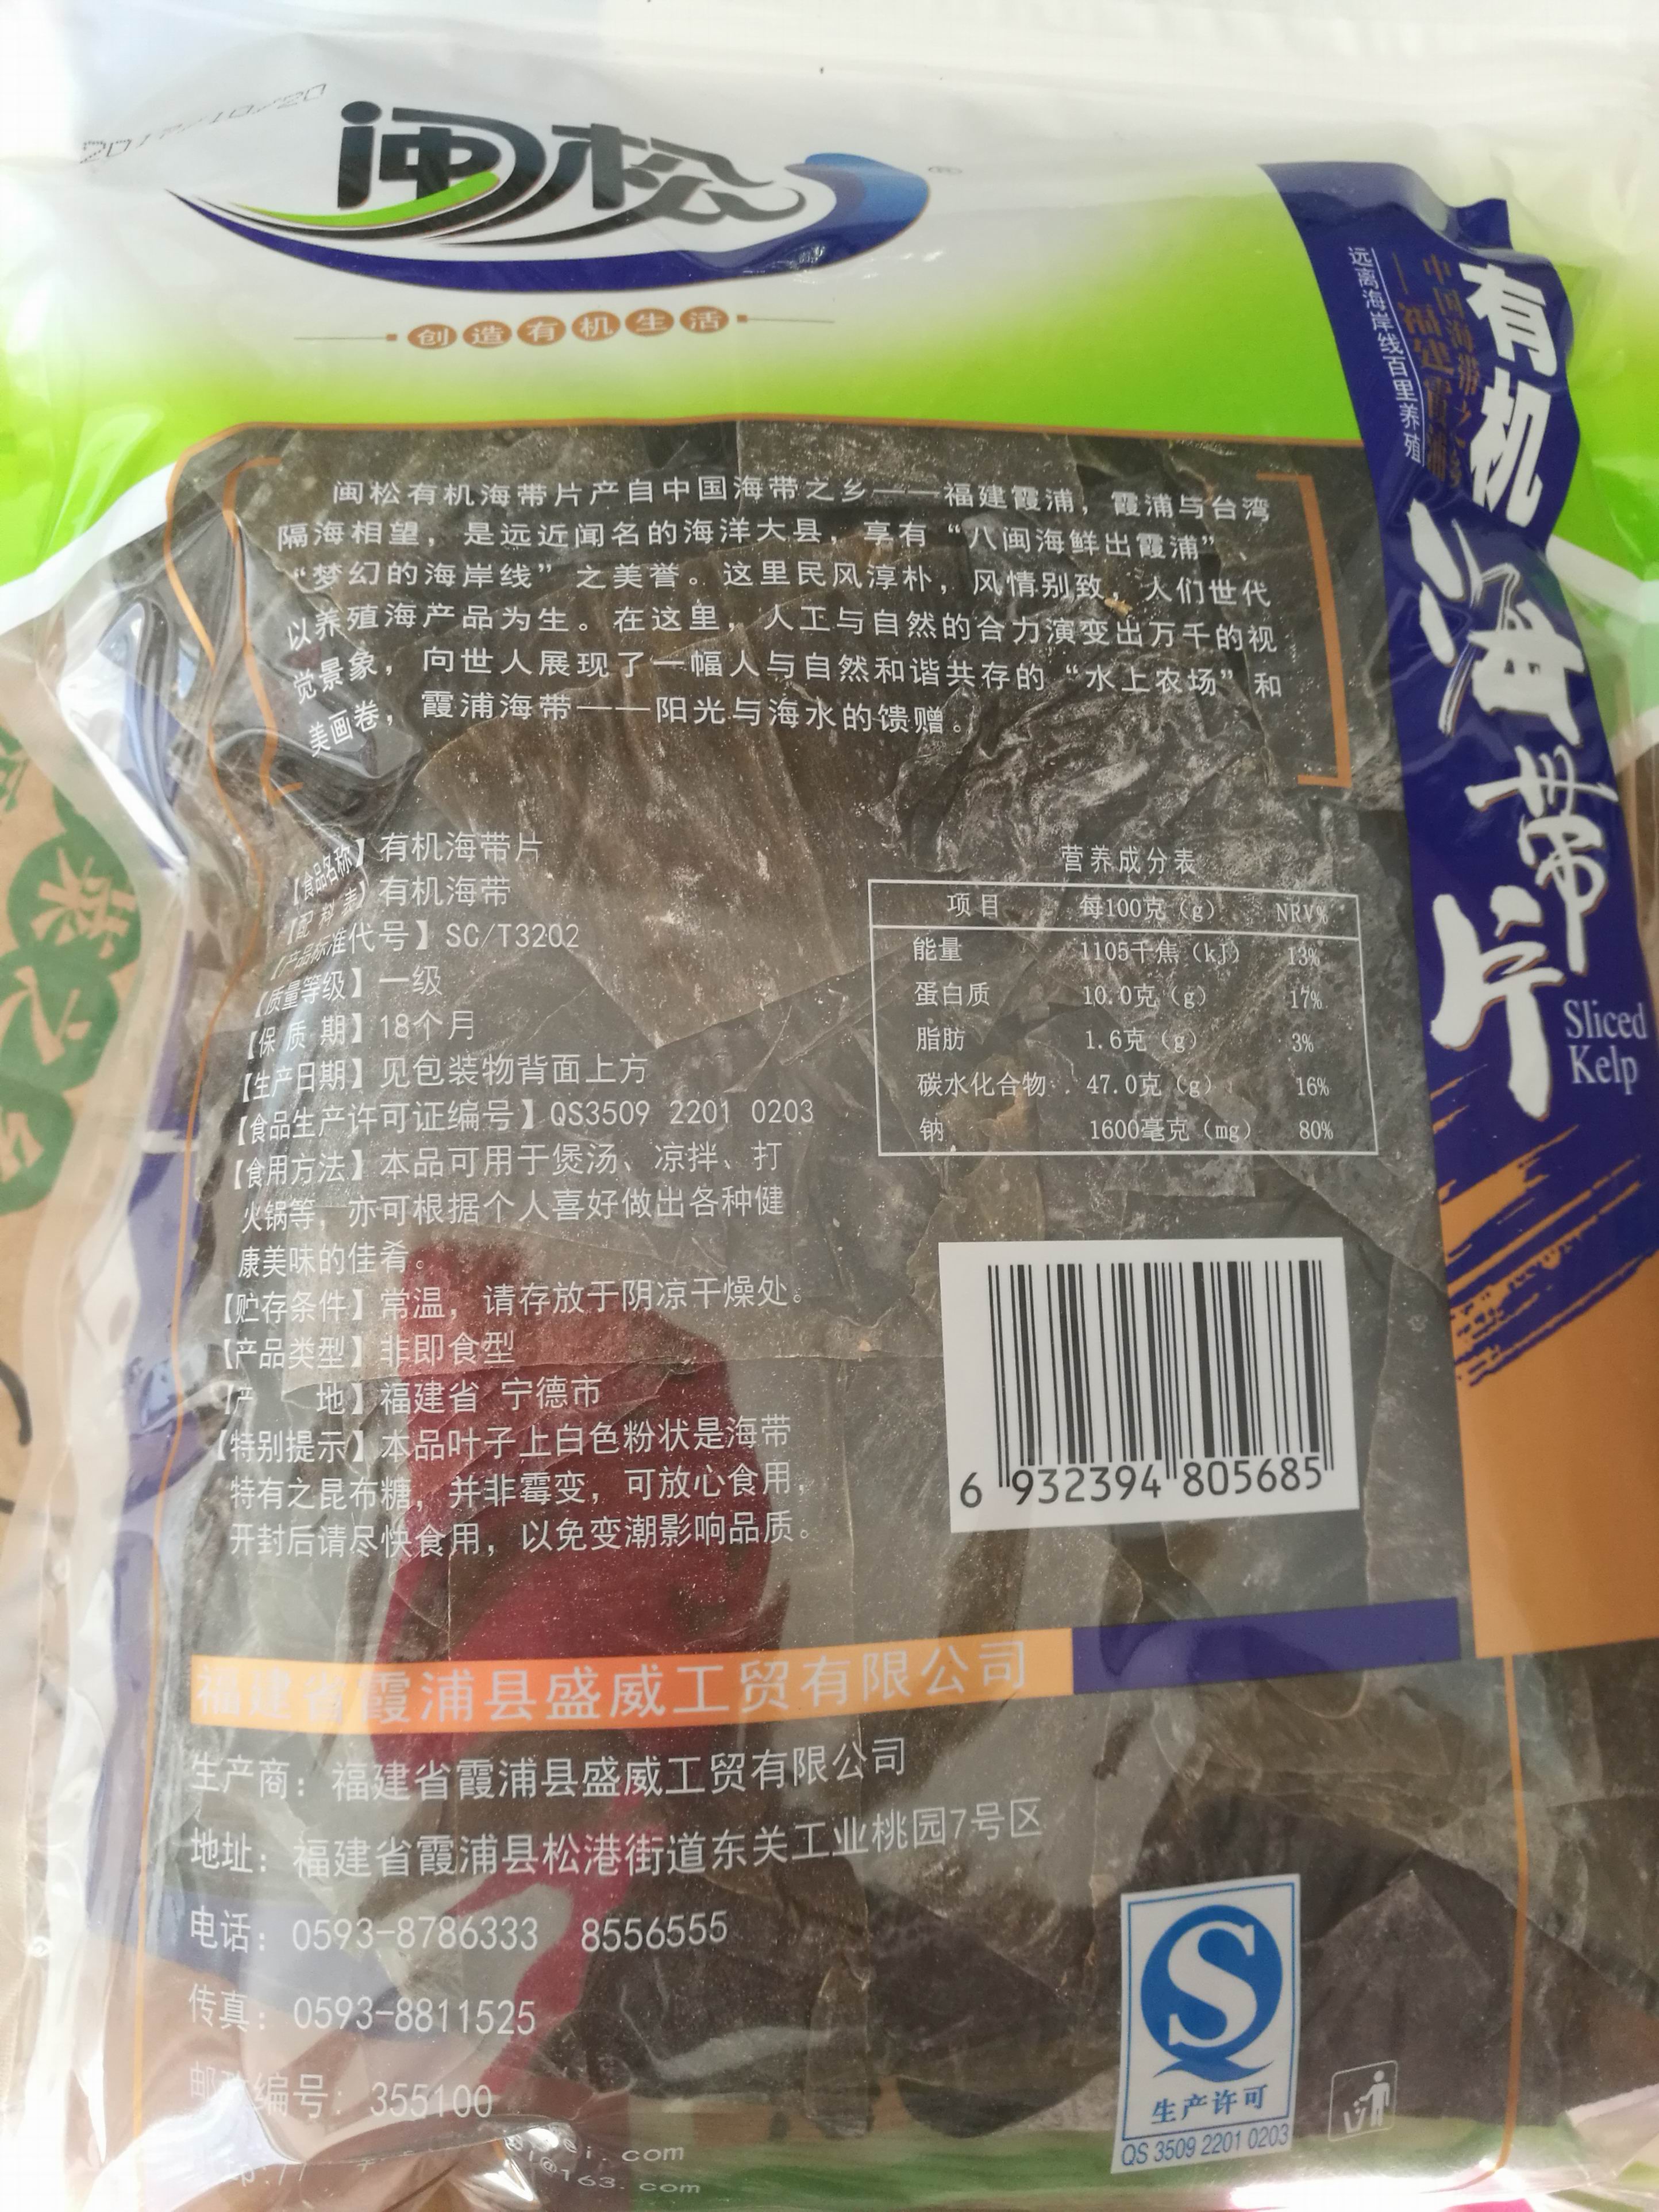 2017-10-20
闽松
®
创造有机生活
有机
中国海带之乡
——福建霞浦
远离海岸线百里养殖
海带片
Sliced
Kelp
闽松有机海带片产自中国海带之乡——福建霞浦，霞浦与台湾
隔海相望，是远近闻名的海洋大县，享有“八闽海鲜出霞浦”、
“梦幻的海岸线”之美誉。这里民风淳朴，风情别致，人们世代
以养殖海产品为生。在这里，人工与自然的合力演变出万千的视
觉景象，向世人展现了一幅人与自然和谐共存的“水上农场”和
美画卷，霞浦海带——阳光与海水的馈赠。
【食品名称】有机海带片
【配料表】有机海带
【产品标准代号】SC/T3202
【质量等级】一级
【保质期】18个月
【生产日期】见包装物背面上方
【食品生产许可证编号】QS3509 2201 0203
【食用方法】本品可用于煲汤、凉拌、打
火锅等，亦可根据个人喜好做出各种健
康美味的佳肴。
【贮存条件】常温，请存放于阴凉干燥处。
【产品类型】非即食型
【产地】福建省 宁德市
【特别提示】本品叶子上白色粉状是海带
特有之昆布糖，并非霉变，可放心食用，
开封后请尽快食用，以免变潮影响品质。
营养成分表
项目 每100克（g） NRV%
能量 1105千焦（kJ） 13%
蛋白质 10.0克（g） 17%
脂肪 1.6克（g） 3%
碳水化合物 47.0克（g） 16%
钠 1600毫克（mg） 80%
6 932394 805685
福建省霞浦县盛威工贸有限公司
生产商：福建省霞浦县盛威工贸有限公司
地址：福建省霞浦县松港街道东关工业桃园7号区
电话：0593-8786333 8556555
传真：0593-8811525
邮政编号：355100
.com
@163.com
生产许可
QS 3509 2201 0203